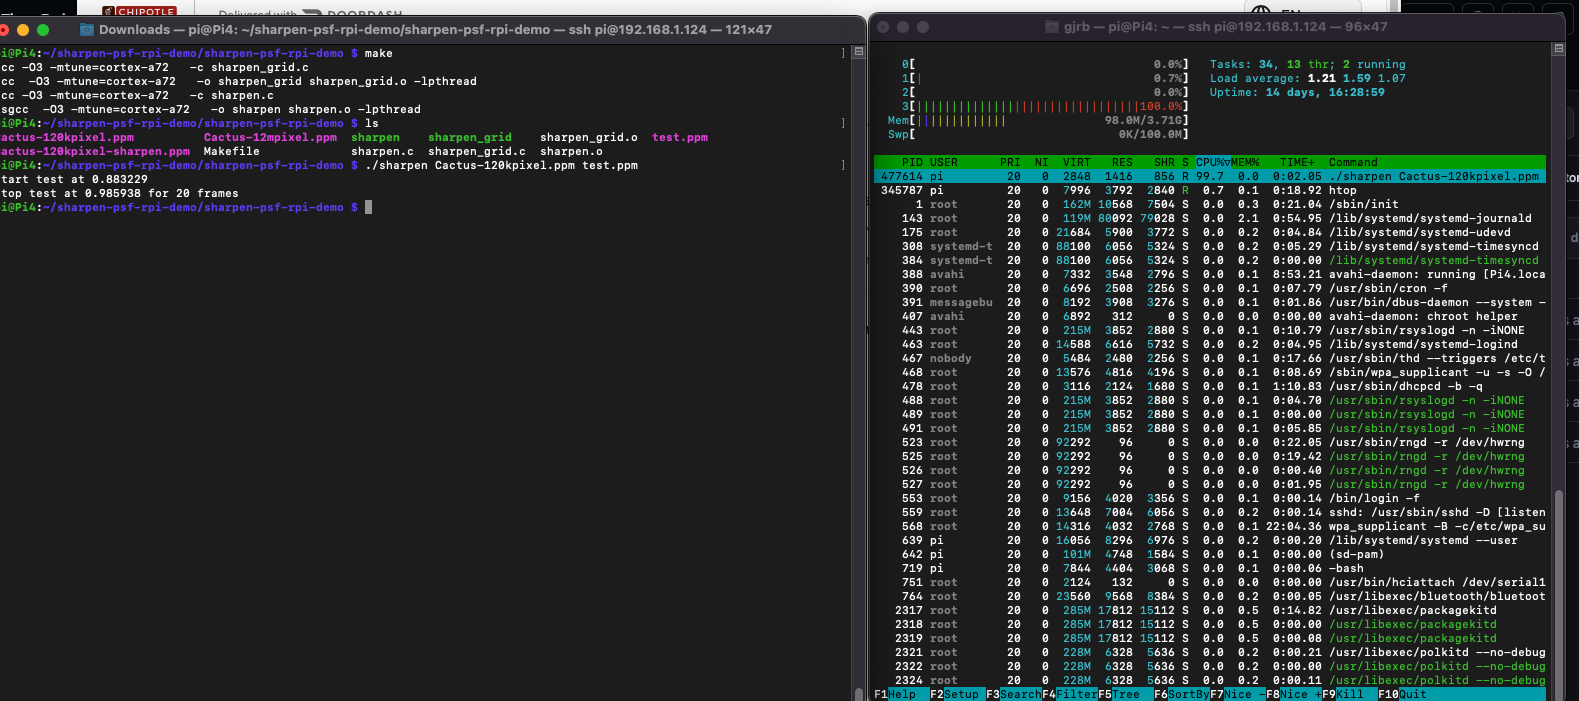 CHIPOTLE
Delivered with DOORDASH
EN
Downloads — pi@Pi4: ~/sharpen-psf-rpi-demo/sharpen-psf-rpi-demo — ssh pi@192.168.1.124 — 121×47
i@Pi4:~/sharpen-psf-rpi-demo/sharpen-psf-rpi-demo $ make ]
cc -O3 -mtune=cortex-a72 -c sharpen_grid.c
cc -O3 -mtune=cortex-a72 -o sharpen_grid sharpen_grid.o -lpthread
cc -O3 -mtune=cortex-a72 -c sharpen.c
sgcc -O3 -mtune=cortex-a72 -o sharpen sharpen.o -lpthread
i@Pi4:~/sharpen-psf-rpi-demo/sharpen-psf-rpi-demo $ ls ]
Cactus-120kpixel.ppm Cactus-12mpixel.ppm sharpen sharpen_grid sharpen_grid.o test.ppm
Cactus-120kpixel-sharpen.ppm Makefile sharpen.c sharpen_grid.c sharpen.o
i@Pi4:~/sharpen-psf-rpi-demo/sharpen-psf-rpi-demo $ ./sharpen Cactus-120kpixel.ppm test.ppm ]
start test at 0.883229
stop test at 0.985938 for 20 frames
i@Pi4:~/sharpen-psf-rpi-demo/sharpen-psf-rpi-demo $
gjrb — pi@Pi4: ~ — ssh pi@192.168.1.124 — 96×47
0[ 0.0%] Tasks: 34, 13 thr; 2 running
1[| 0.7%] Load average: 1.21 1.59 1.07
2[ 0.0%] Uptime: 14 days, 16:28:59
3[||||||||||||||||||||||||||||||||100.0%]
Mem[|||||||||||| 98.0M/3.71G]
Swp[ 0K/100.0M]
PID USER PRI NI VIRT RES SHR S CPU%▽MEM% TIME+ Command
477614 pi 20 0 2848 1416 856 R 99.7 0.0 0:02.05 ./sharpen Cactus-120kpixel.ppm
345787 pi 20 0 7996 3792 2840 R 0.7 0.1 0:18.92 htop
1 root 20 0 162M 10568 7504 S 0.0 0.3 0:21.04 /sbin/init
143 root 20 0 119M 80092 79028 S 0.0 2.1 0:54.95 /lib/systemd/systemd-journald
175 root 20 0 21684 5900 3772 S 0.0 0.2 0:04.84 /lib/systemd/systemd-udevd
308 systemd-t 20 0 88100 6056 5324 S 0.0 0.2 0:05.29 /lib/systemd/systemd-timesyncd
384 systemd-t 20 0 88100 6056 5324 S 0.0 0.2 0:00.00 /lib/systemd/systemd-timesyncd
388 avahi 20 0 7332 3548 2796 S 0.0 0.1 8:53.21 avahi-daemon: running [Pi4.loca
390 root 20 0 6696 2508 2256 S 0.0 0.1 0:07.79 /usr/sbin/cron -f
391 messagebu 20 0 8192 3908 3276 S 0.0 0.1 0:01.86 /usr/bin/dbus-daemon --system -
407 avahi 20 0 6892 312 0 S 0.0 0.0 0:00.00 avahi-daemon: chroot helper
443 root 20 0 215M 3852 2880 S 0.0 0.1 0:10.79 /usr/sbin/rsyslogd -n -iNONE
463 root 20 0 14588 6616 5732 S 0.0 0.2 0:04.95 /lib/systemd/systemd-logind
467 nobody 20 0 5484 2480 2256 S 0.0 0.1 0:17.66 /usr/sbin/thd --triggers /etc/t
468 root 20 0 13576 4816 4196 S 0.0 0.1 0:08.69 /sbin/wpa_supplicant -u -s -O /
478 root 20 0 3116 2124 1680 S 0.0 0.1 1:10.83 /usr/sbin/dhcpcd -b -q
488 root 20 0 215M 3852 2880 S 0.0 0.1 0:04.70 /usr/sbin/rsyslogd -n -iNONE
489 root 20 0 215M 3852 2880 S 0.0 0.1 0:00.00 /usr/sbin/rsyslogd -n -iNONE
491 root 20 0 215M 3852 2880 S 0.0 0.1 0:05.85 /usr/sbin/rsyslogd -n -iNONE
523 root 20 0 92292 96 0 S 0.0 0.0 0:22.05 /usr/sbin/rngd -r /dev/hwrng
525 root 20 0 92292 96 0 S 0.0 0.0 0:19.42 /usr/sbin/rngd -r /dev/hwrng
526 root 20 0 92292 96 0 S 0.0 0.0 0:00.40 /usr/sbin/rngd -r /dev/hwrng
527 root 20 0 92292 96 0 S 0.0 0.0 0:01.95 /usr/sbin/rngd -r /dev/hwrng
553 root 20 0 9156 4020 3356 S 0.0 0.1 0:00.14 /bin/login -f
559 root 20 0 13648 7004 6056 S 0.0 0.2 0:00.14 sshd: /usr/sbin/sshd -D [listen
568 root 20 0 14316 4032 2768 S 0.0 0.1 22:04.36 wpa_supplicant -B -c/etc/wpa_su
639 pi 20 0 16056 8296 6976 S 0.0 0.2 0:00.20 /lib/systemd/systemd --user
642 pi 20 0 101M 4748 1584 S 0.0 0.1 0:00.00 (sd-pam)
719 pi 20 0 7844 4404 3068 S 0.0 0.1 0:00.06 -bash
751 root 20 0 2124 132 0 S 0.0 0.0 0:00.00 /usr/bin/hciattach /dev/serial1
764 root 20 0 23560 9568 8384 S 0.0 0.2 0:00.05 /usr/libexec/bluetooth/bluetoot
2317 root 20 0 285M 17812 15112 S 0.0 0.5 0:14.82 /usr/libexec/packagekitd
2318 root 20 0 285M 17812 15112 S 0.0 0.5 0:00.00 /usr/libexec/packagekitd
2319 root 20 0 285M 17812 15112 S 0.0 0.5 0:00.08 /usr/libexec/packagekitd
2321 root 20 0 228M 6328 5636 S 0.0 0.2 0:00.21 /usr/libexec/polkitd --no-debug
2322 root 20 0 228M 6328 5636 S 0.0 0.2 0:00.00 /usr/libexec/polkitd --no-debug
2324 root 20 0 228M 6328 5636 S 0.0 0.2 0:00.11 /usr/libexec/polkitd --no-debug
F1Help F2Setup F3SearchF4FilterF5Tree F6SortByF7Nice -F8Nice +F9Kill F10Quit